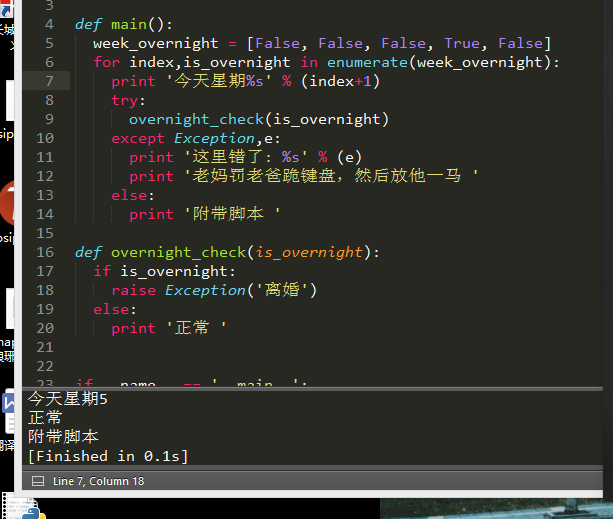 3
4 def main():
5 week_overnight = [False, False, False, True, False]
6 for index,is_overnight in enumerate(week_overnight):
7 print '今天星期%s' % (index+1)
8 try:
9 overnight_check(is_overnight)
10 except Exception,e:
11 print '这里错了: %s' % (e)
12 print '老妈罚老爸跪键盘，然后放他一马 '
13 else:
14 print '附带脚本 '
15
16 def overnight_check(is_overnight):
17 if is_overnight:
18 raise Exception('离婚')
19 else:
20 print '正常 '
21
22
23 if __name__ == '__main__':
今天星期5
正常
附带脚本
[Finished in 0.1s]
Line 7, Column 18